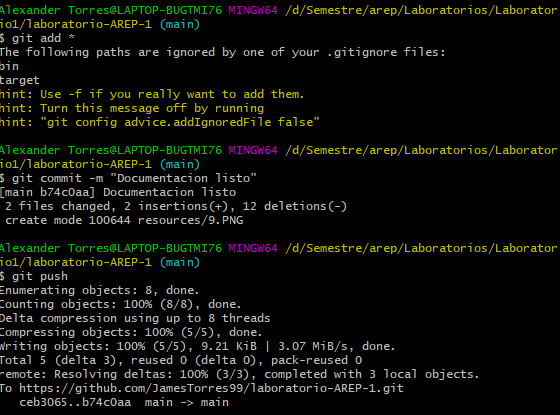 Alexander Torres@LAPTOP-BUGTMI76 MINGW64 /d/Semestre/arep/Laboratorios/Laborator
io1/laboratorio-AREP-1 (main)
$ git add *
The following paths are ignored by one of your .gitignore files:
bin
target
hint: Use -f if you really want to add them.
hint: Turn this message off by running
hint: "git config advice.addIgnoredFile false"
Alexander Torres@LAPTOP-BUGTMI76 MINGW64 /d/Semestre/arep/Laboratorios/Laborator
io1/laboratorio-AREP-1 (main)
$ git commit -m "Documentacion listo"
[main b74c0aa] Documentacion listo
 2 files changed, 2 insertions(+), 12 deletions(-)
 create mode 100644 resources/9.PNG
Alexander Torres@LAPTOP-BUGTMI76 MINGW64 /d/Semestre/arep/Laboratorios/Laborator
io1/laboratorio-AREP-1 (main)
$ git push
Enumerating objects: 8, done.
Counting objects: 100% (8/8), done.
Delta compression using up to 8 threads
Compressing objects: 100% (5/5), done.
Writing objects: 100% (5/5), 9.21 KiB | 3.07 MiB/s, done.
Total 5 (delta 3), reused 0 (delta 0), pack-reused 0
remote: Resolving deltas: 100% (3/3), completed with 3 local objects.
To https://github.com/JamesTorres99/laboratorio-AREP-1.git
   ceb3065..b74c0aa  main -> main